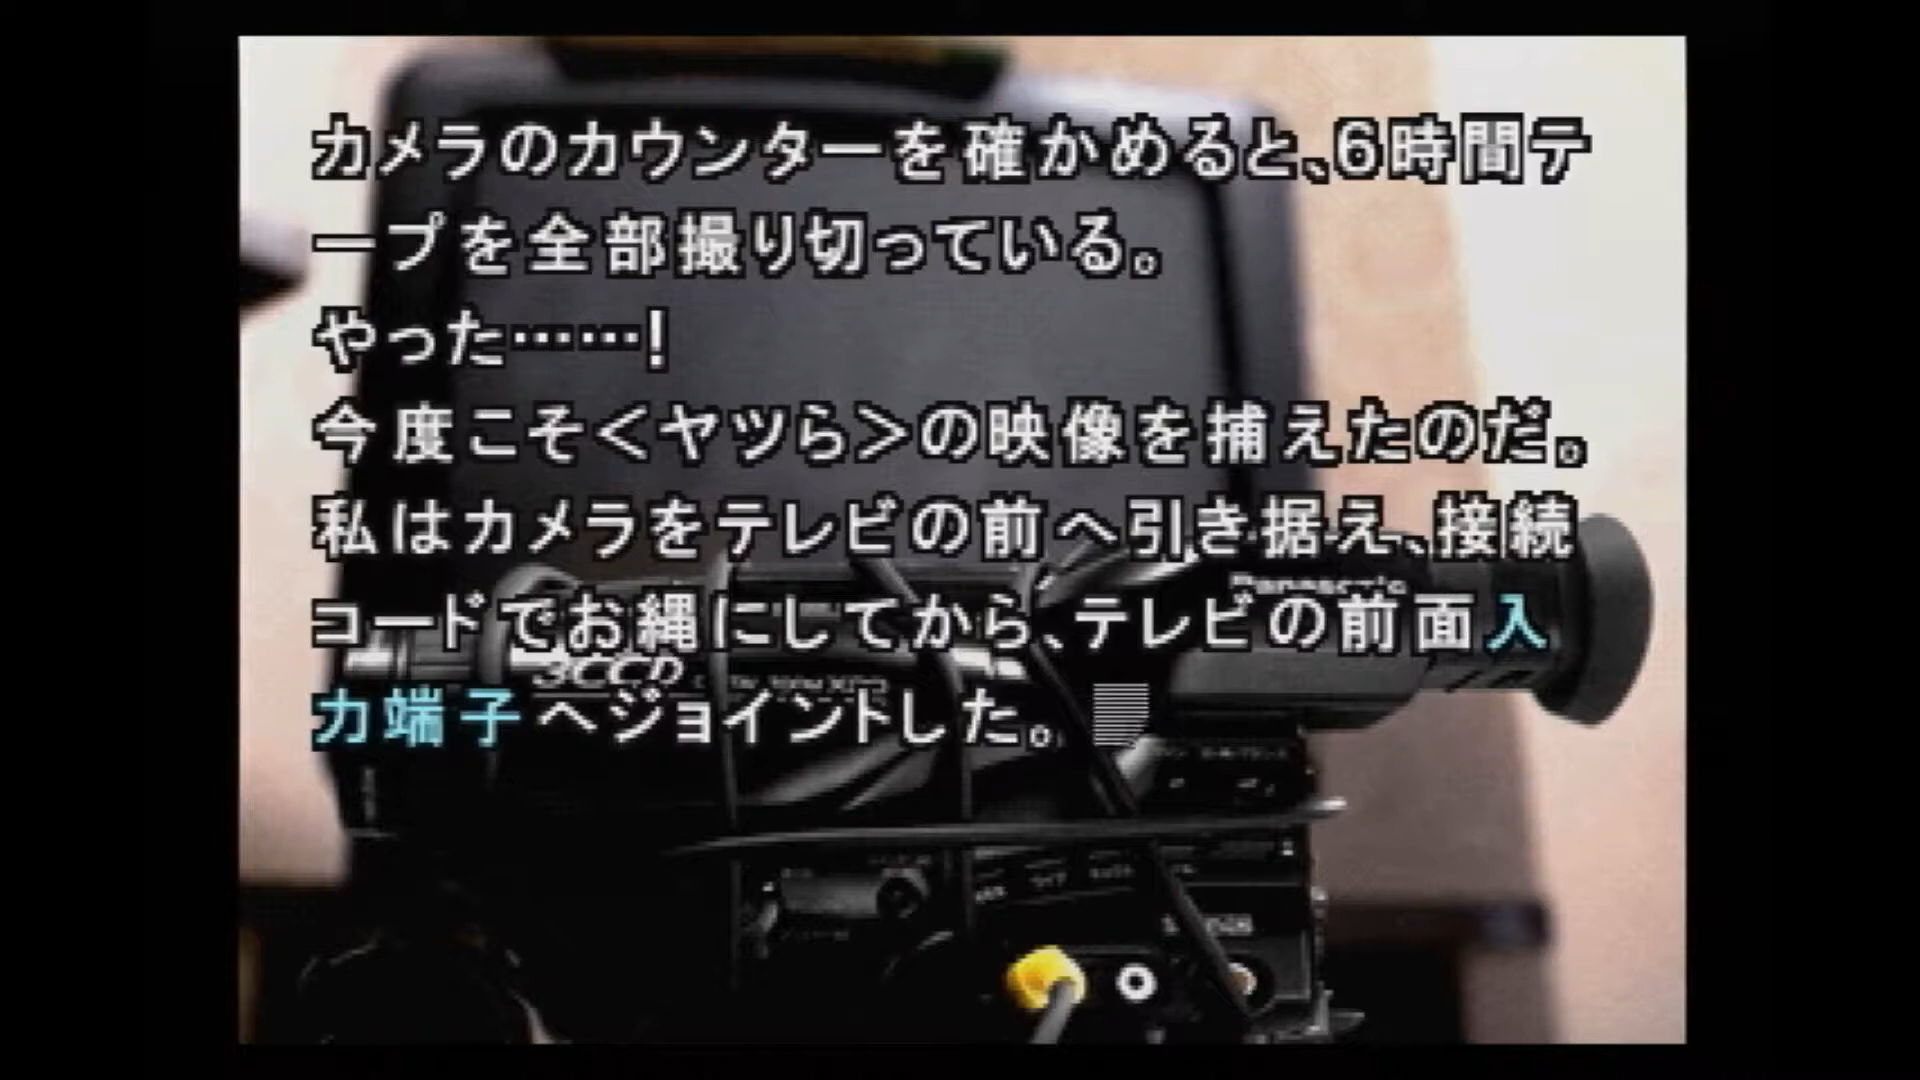 カメラのカウンターを確かめると、6時間テ
ープを全部撮り切っている。
やった……!
今度こそ<ヤツら>の映像を捕えたのだ。
私はカメラをテレビの前へ引き据え、接続
コードでお縄にしてから、テレビの前面入
力端子へジョイントした。
Panasonic
3CCD